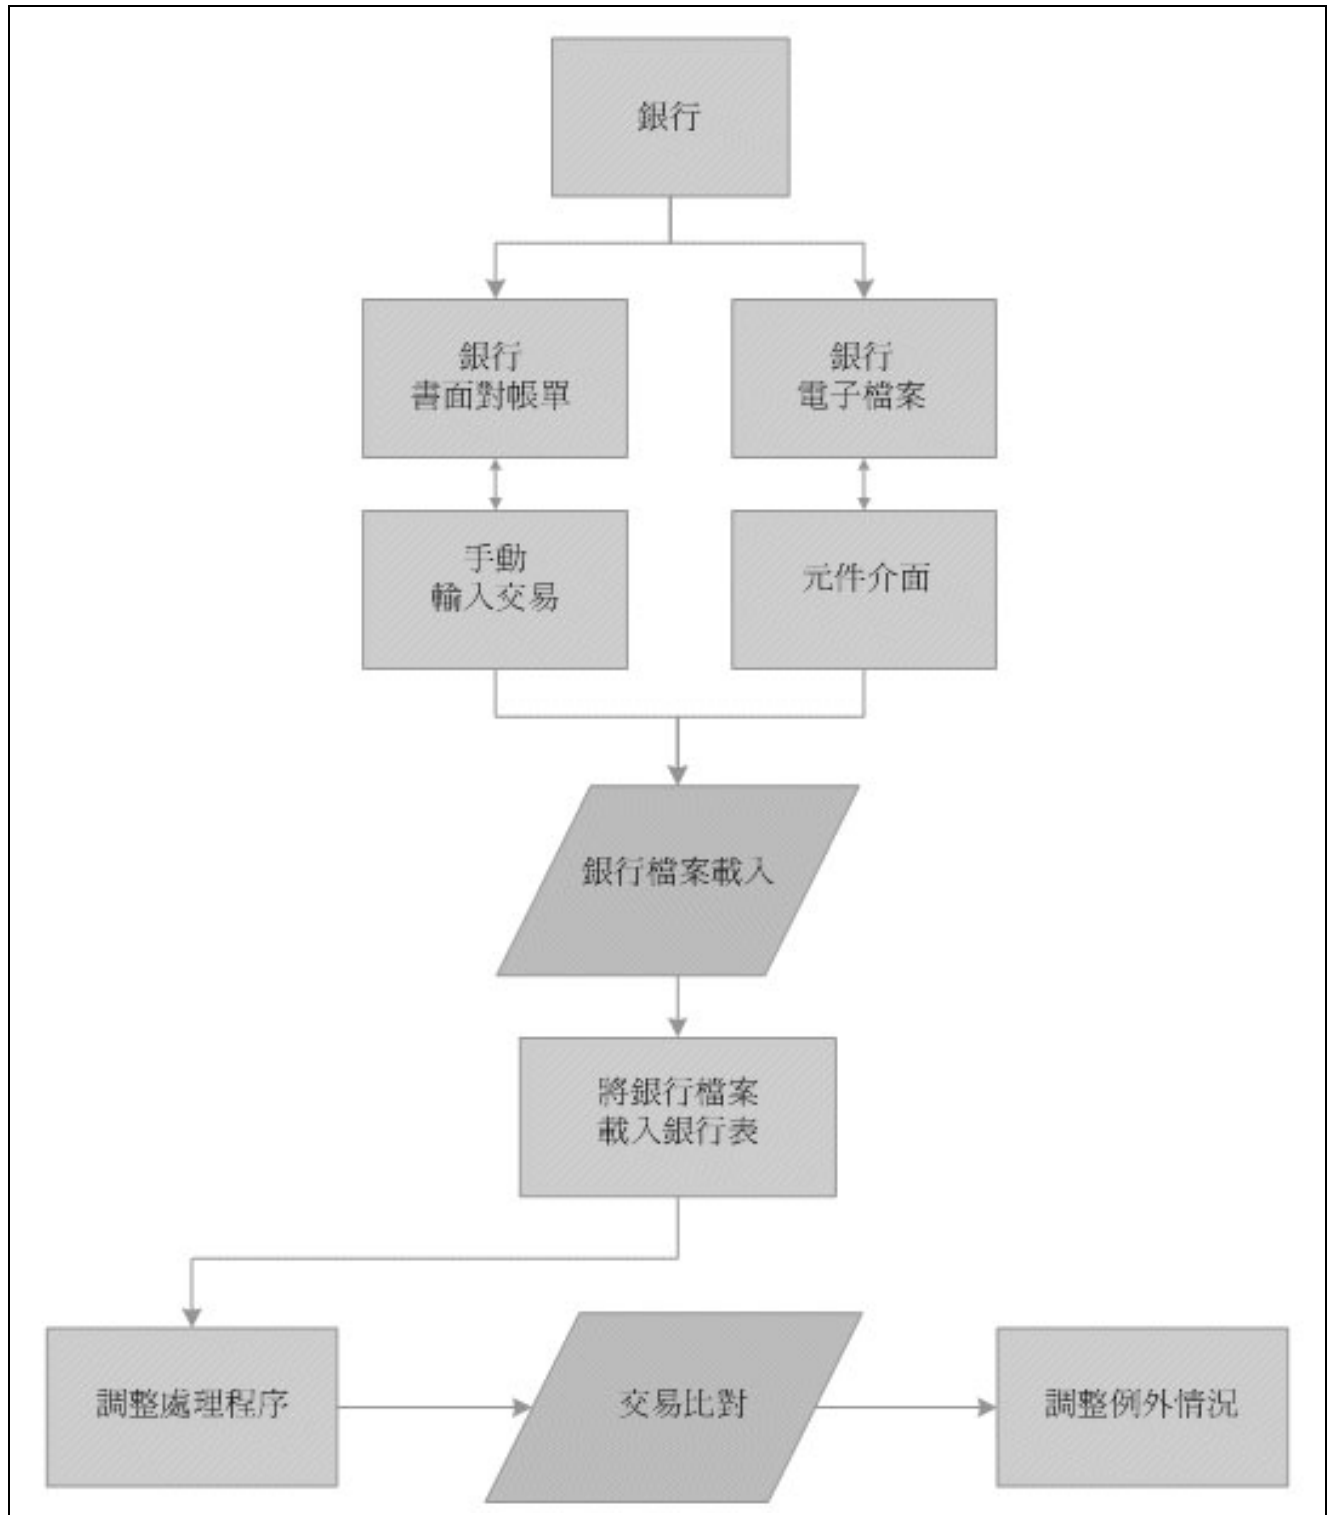 銀行
銀行
書面對帳單
銀行
電子檔案
手動
輸入交易
元件介面
銀行檔案載入
將銀行檔案
載入銀行表
調整處理程序
交易比對
調整例外情況